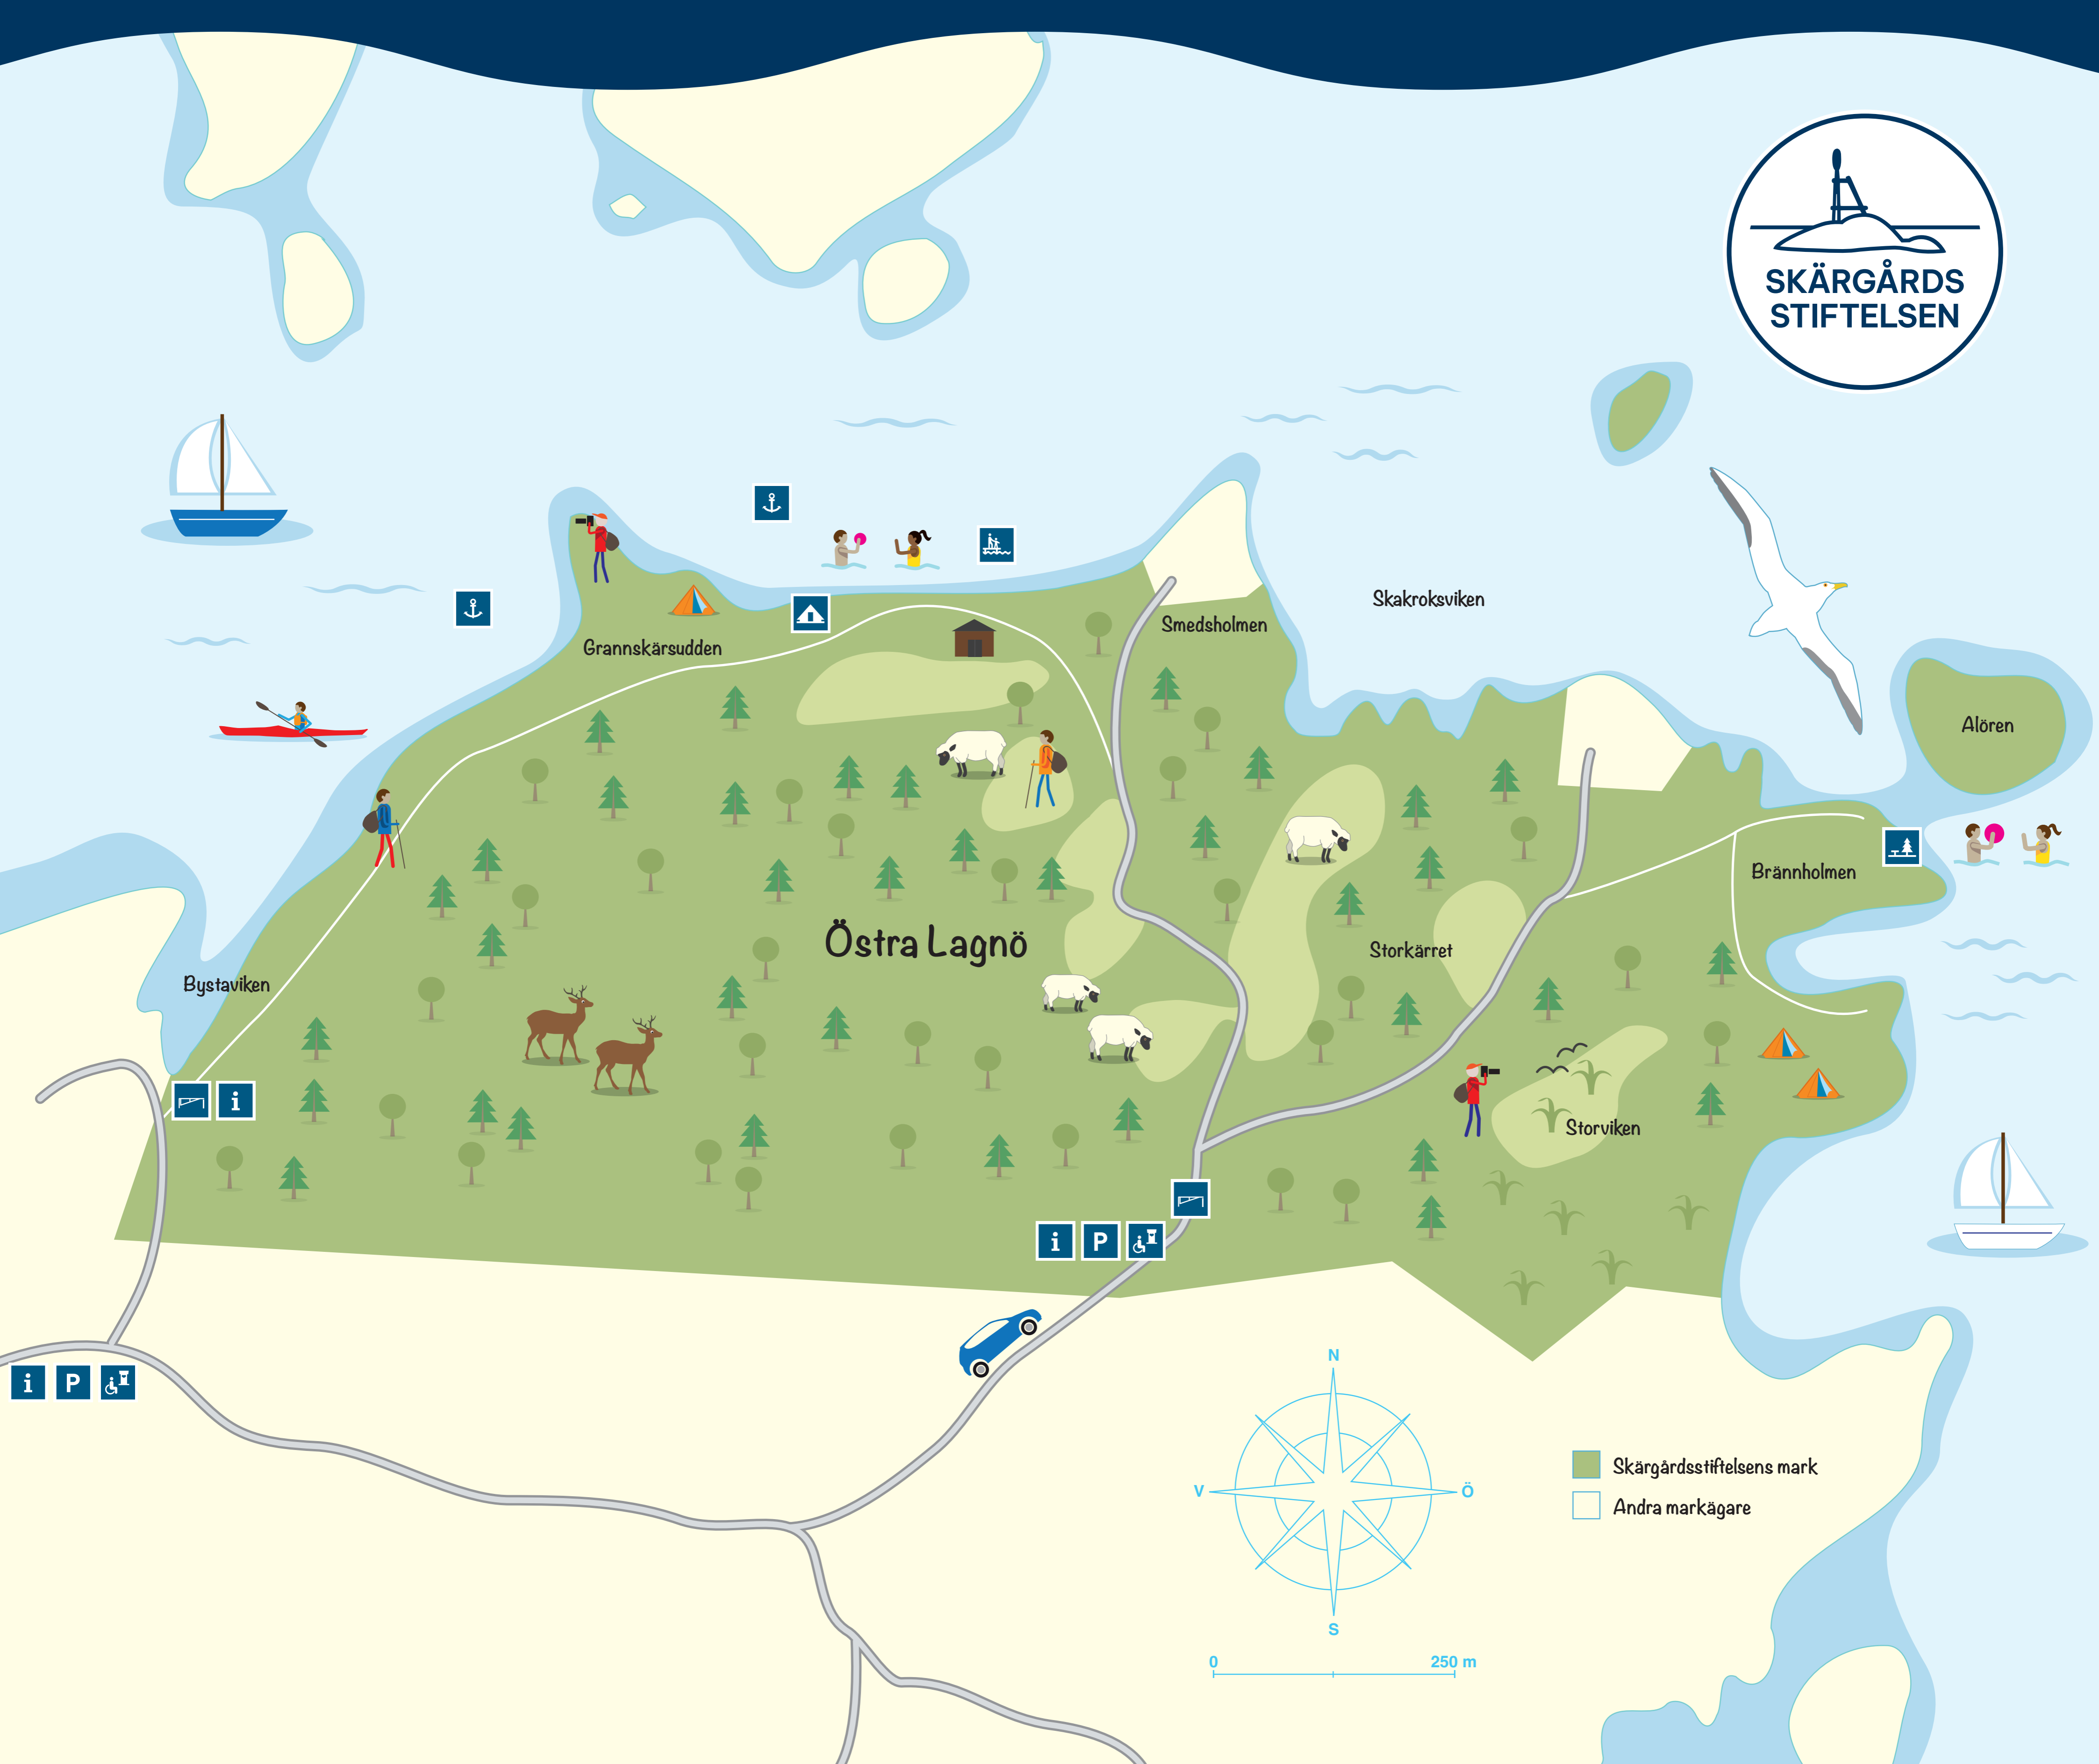 SKÄRGÅRDS
STIFTELSEN
Skakroksviken
Smedsholmen
Grannskärsudden
Alören
Brännholmen
Östra Lagnö
Storkärret
Bystaviken
i
Storviken
i
P
i
P
N
V
Ö
S
Skärgårdsstiftelsens mark
Andra markägare
0
250 m